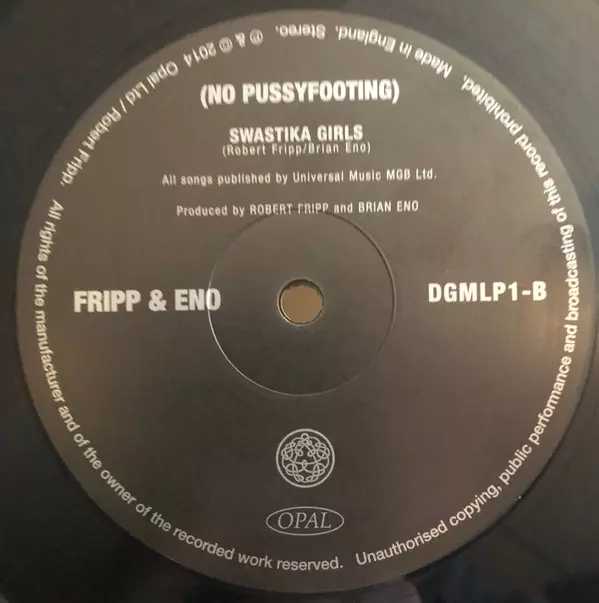 (NO PUSSYFOOTING)
SWASTIKA GIRLS
(Robert Fripp/Brian Eno)
All songs published by Universal Music MGB Ltd.
Produced by ROBERT FRIPP and BRIAN ENO
FRIPP & ENO
DGMLP1-B
OPAL
℗ & © 2014 Opal Ltd / Robert Fripp. All rights of the manufacturer and of the owner of the recorded work reserved. Unauthorised copying, public performance and broadcasting of this record prohibited. Made in England. Stereo.